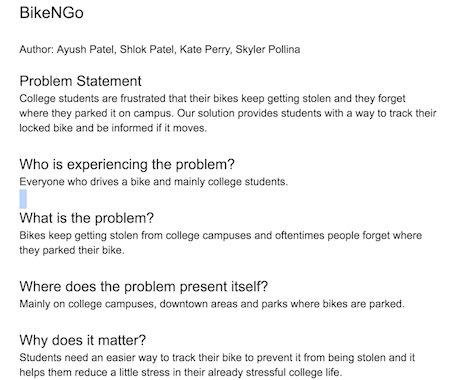 BikeNGo
Author: Ayush Patel, Shlok Patel, Kate Perry, Skyler Pollina
Problem Statement
College students are frustrated that their bikes keep getting stolen and they forget
where they parked it on campus. Our solution provides students with a way to track their
locked bike and be informed if it moves.
Who is experiencing the problem?
Everyone who drives a bike and mainly college students.
What is the problem?
Bikes keep getting stolen from college campuses and oftentimes people forget where
they parked their bike.
Where does the problem present itself?
Mainly on college campuses, downtown areas and parks where bikes are parked.
Why does it matter?
Students need an easier way to track their bike to prevent it from being stolen and it
helps them reduce a little stress in their already stressful college life.